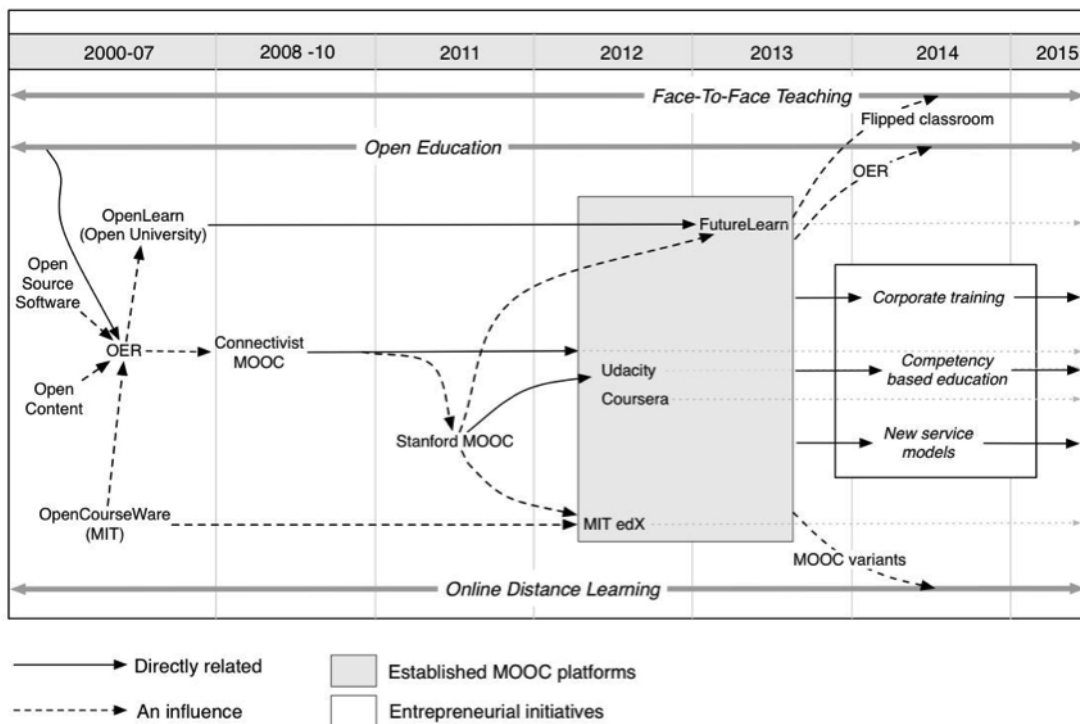 2000-07 2008 -10 2011 2012 2013 2014 2015
Face-To-Face Teaching
Flipped classroom
Open Education
OER
OpenLearn
(Open University)
FutureLearn
Open
Source
Software
Corporate training
OER
Connectivist
MOOC
Udacity
Competency
based education
Open
Content
Coursera
Stanford MOOC
New service
models
OpenCourseWare
(MIT)
MIT edX
MOOC variants
Online Distance Learning
Directly related
Established MOOC platforms
An influence
Entrepreneurial initiatives